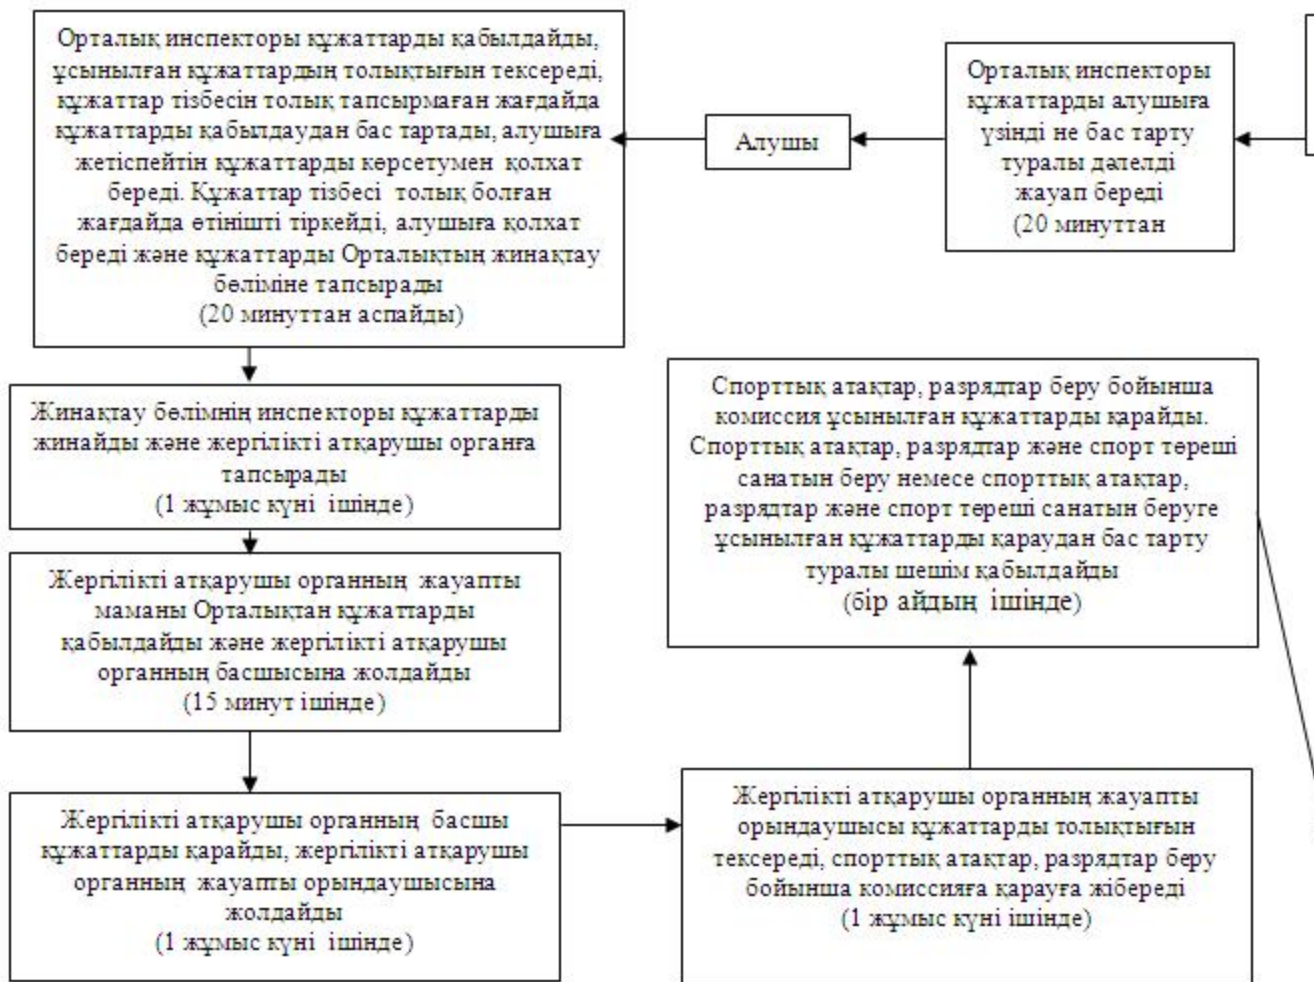 Орталық инспекторы құжаттарды қабылдайды,
ұсынылған құжаттардың толықтығын тексереді,
құжаттар тізбесін толық тапсырмаған жағдайда
құжаттарды қабылдаудан бас тартады, алушыға
жетіспейтін құжаттарды көрсетумен қолхат
береді. Құжаттар тізбесі толық болған
жағдайда өтінішті тіркейді, алушыға қолхат
береді және құжаттарды Орталықтың жинақтау
бөліміне тапсырады
(20 минуттан аспайды)
Алушы
Орталық инспекторы
құжаттарды алушыға
үзінді не бас тарту
туралы дәлелді
жауап береді
(20 минуттан
Жинақтау бөлімнің инспекторы құжаттарды
жинайды және жергілікті атқарушы органға
тапсырады
(1 жұмыс күні ішінде)
Жергілікті атқарушы органның жауапты
маманы Орталықтан құжаттарды
қабылдайды және жергілікті атқарушы
органның басшысына жолдайды
(15 минут ішінде)
Жергілікті атқарушы органның басшы
құжаттарды қарайды, жергілікті атқарушы
органның жауапты орындаушысына
жолдайды
(1 жұмыс күні ішінде)
Жергілікті атқарушы органның жауапты
орындаушысы құжаттарды толықтығын
тексереді, спорттық атақтар, разрядтар беру
бойынша комиссияға қарауға жібереді
(1 жұмыс күні ішінде)
Спорттық атақтар, разрядтар беру бойынша
комиссия ұсынылған құжаттарды қарайды.
Спорттық атақтар, разрядтар және спорт төреші
санатын беру немесе спорттық атақтар,
разрядтар және спорт төреші санатын беруге
ұсынылған құжаттарды қараудан бас тарту
туралы шешім қабылдайды
(бір айдың ішінде)